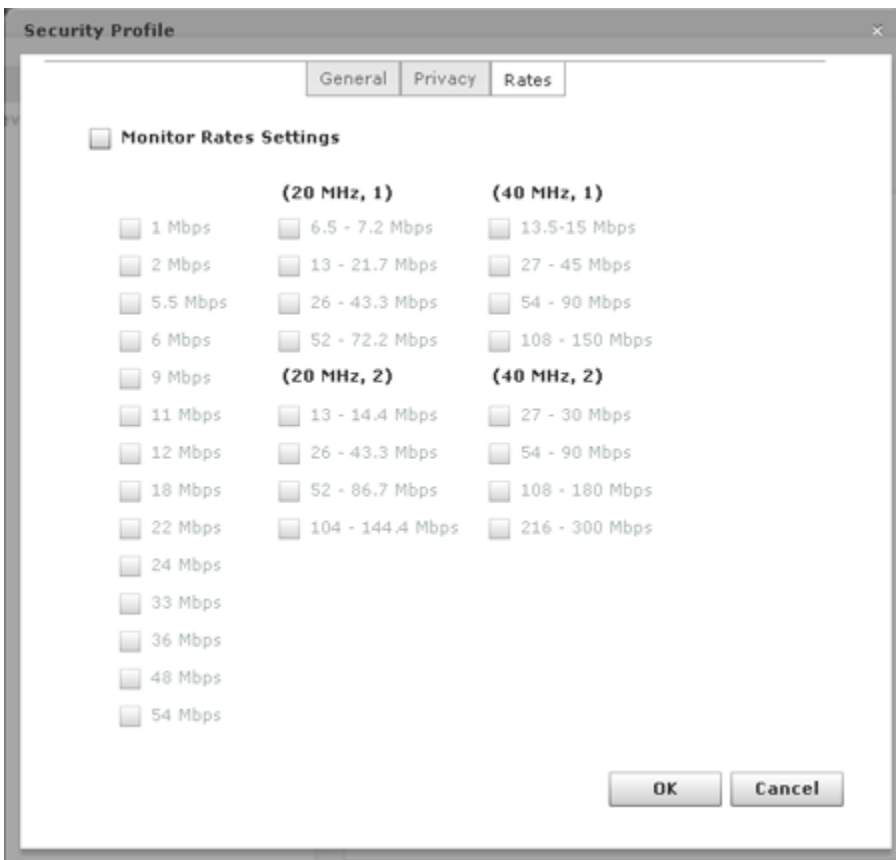 Security Profile
General Privacy Rates
Monitor Rates Settings
(20 MHz, 1) (40 MHz, 1)
1 Mbps 6.5 - 7.2 Mbps 13.5-15 Mbps
2 Mbps 13 - 21.7 Mbps 27 - 45 Mbps
5.5 Mbps 26 - 43.3 Mbps 54 - 90 Mbps
6 Mbps 52 - 72.2 Mbps 108 - 150 Mbps
9 Mbps (20 MHz, 2) (40 MHz, 2)
11 Mbps 13 - 14.4 Mbps 27 - 30 Mbps
12 Mbps 26 - 43.3 Mbps 54 - 90 Mbps
18 Mbps 52 - 86.7 Mbps 108 - 180 Mbps
22 Mbps 104 - 144.4 Mbps 216 - 300 Mbps
24 Mbps
33 Mbps
36 Mbps
48 Mbps
54 Mbps
OK Cancel